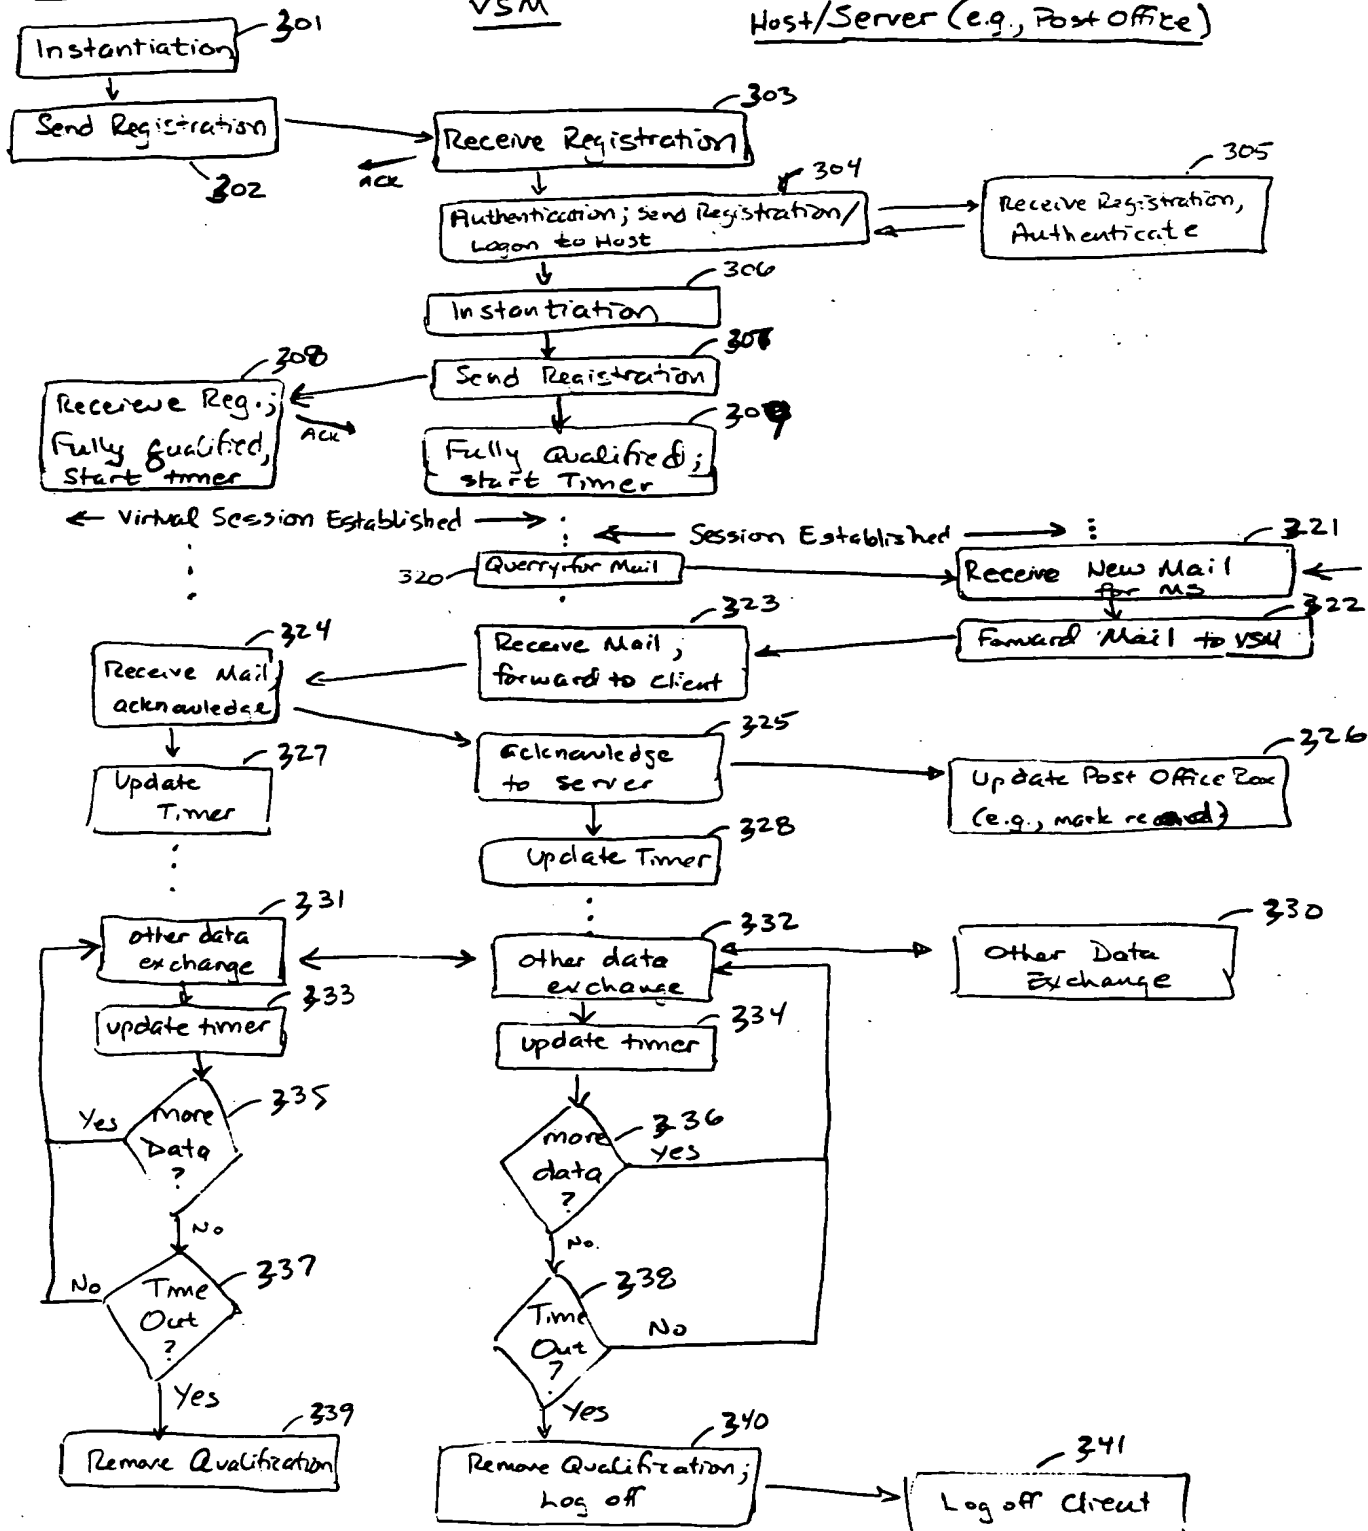 VSM
Host/Server (e.g., Post Office)
301
Instantiation
Send Registration
302
303
Receive Registration
ACK
304
Authentication; send Registration/
Logon to Host
305
Receive Registration,
Authenticate
306
Instantiation
307
Send Registration
308
Receieve Reg.;
Fully Qualified,
Start timer
ACK
309
Fully Qualified;
start Timer
Virtual Session Established
Session Established
320
Querry for Mail
321
Receive New Mail
for MS
322
Forward Mail to VSM
323
Receive Mail;
forward to client
324
Receive Mail
acknowledge
325
acknowledge
to server
326
Update Post Office Box
(e.g., mark
327
Update
Timer
328
Update Timer
330
Other Data
Exchange
331
other data
exchange
332
other data
exchange
333
update timer
334
update timer
335
More
Data
?
Yes
No
336
more
data
?
Yes
No.
337
Time
Out
?
No
Yes
338
Time
Out
?
No
Yes
339
Remove Qualification
340
Remove Qualification;
Log off
341
Log off Client